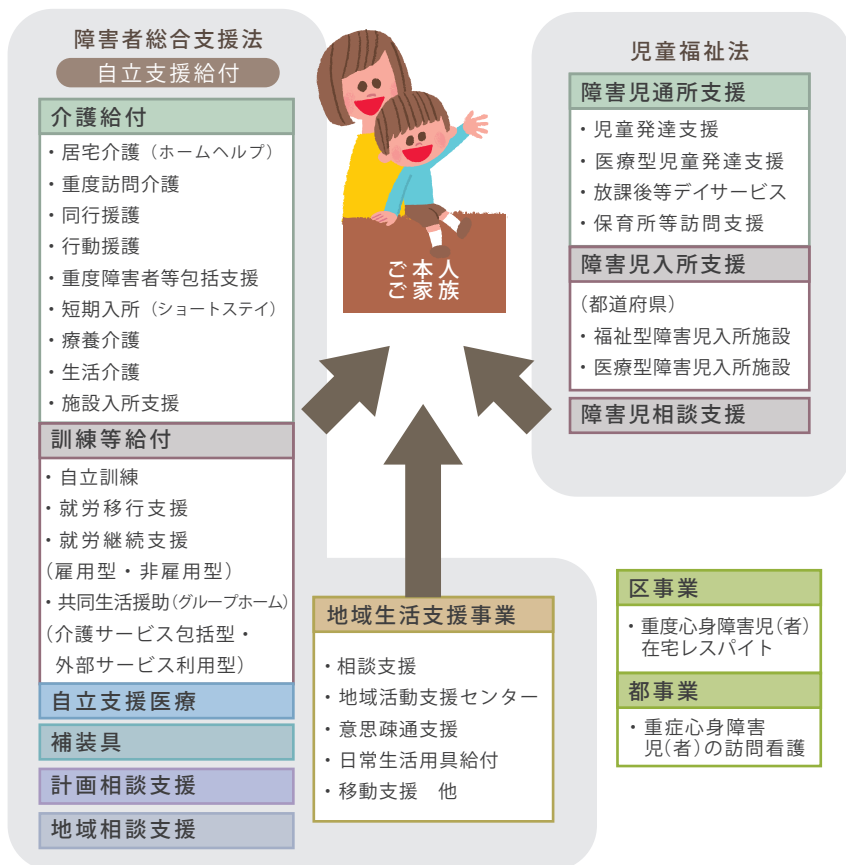 障害者総合支援法
自立支援給付
介護給付
・居宅介護（ホームヘルプ）
・重度訪問介護
・同行援護
・行動援護
・重度障害者等包括支援
・短期入所（ショートステイ）
・療養介護
・生活介護
・施設入所支援
訓練等給付
・自立訓練
・就労移行支援
・就労継続支援
(雇用型・非雇用型)
・共同生活援助(グループホーム)
(介護サービス包括型・
外部サービス利用型)
自立支援医療
補装具
計画相談支援
地域相談支援
ご本人
ご家族
地域生活支援事業
・相談支援
・地域活動支援センター
・意思疎通支援
・日常生活用具給付
・移動支援　他
児童福祉法
障害児通所支援
・児童発達支援
・医療型児童発達支援
・放課後等デイサービス
・保育所等訪問支援
障害児入所支援
(都道府県)
・福祉型障害児入所施設
・医療型障害児入所施設
障害児相談支援
区事業
・重度心身障害児(者)
在宅レスパイト
都事業
・重症心身障害
児(者)の訪問看護